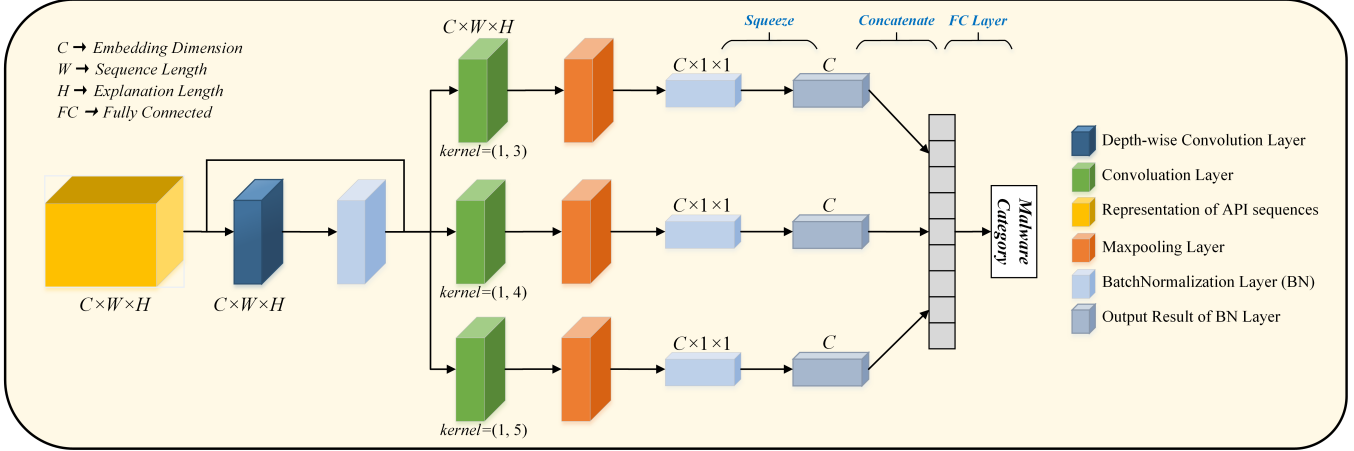 C → Embedding Dimension
W → Sequence Length
H → Explanation Length
FC → Fully Connected
C×W×H
C×W×H
C×W×H
kernel=(1, 3)
kernel=(1, 4)
kernel=(1, 5)
Squeeze
Concatenate
FC Layer
C×1×1
C
C×1×1
C
C×1×1
C
Malware
Category
Depth-wise Convolution Layer
Convoluation Layer
Representation of API sequences
Maxpooling Layer
BatchNormalization Layer (BN)
Output Result of BN Layer